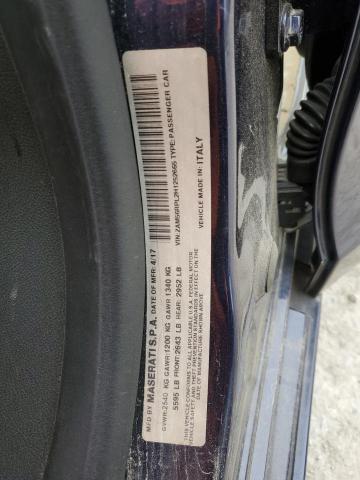 MFD BY MASERATI S.P.A. DATE OF MFR: 4/17
GVWR:2540 KG GAWR:1200 KG GAWR:1340 KG
5595 LB FRONT:2643 LB REAR: 2952 LB
THIS VEHICLE CONFORMS TO ALL APPLICABLE U.S.A. FEDERAL MOTOR
VEHICLE SAFETY AND THEFT PREVENTION STANDARDS IN EFFECT
ON THE DATE OF MANUFACTURE SHOWN ABOVE.
VIN:ZAM56RPL2H1252655 TYPE:PASSENGER CAR
VEHICLE MADE IN: ITALY